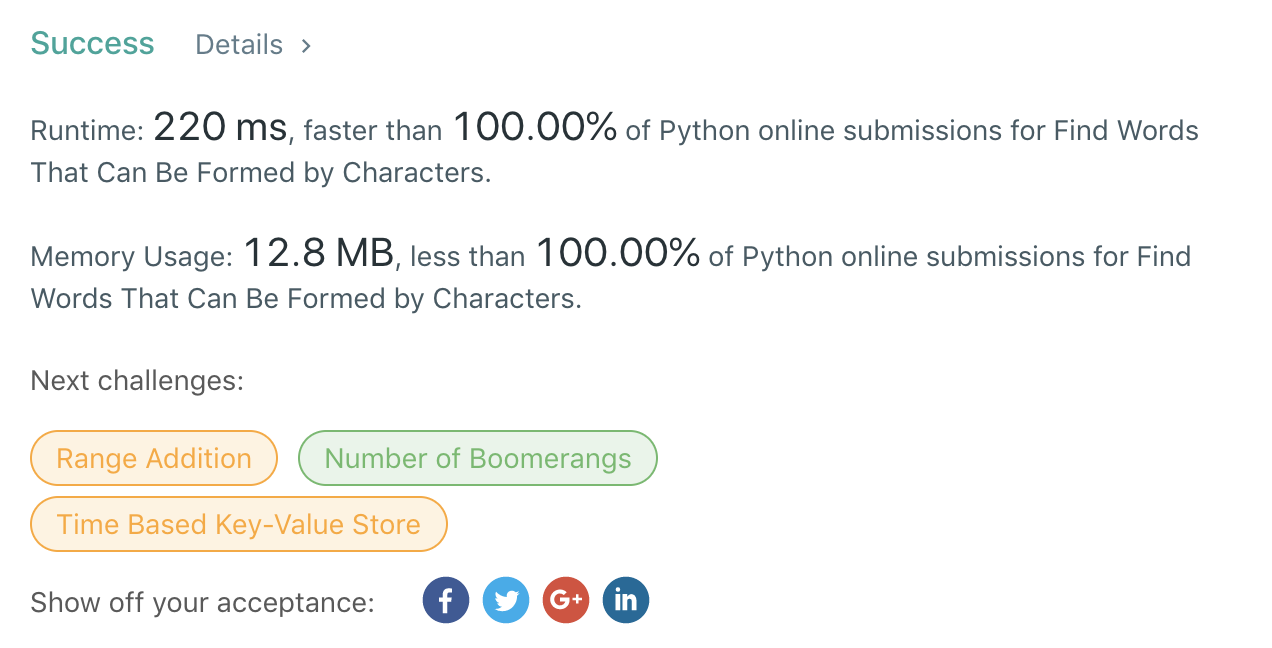 Success Details >
Runtime: 220 ms, faster than 100.00% of Python online submissions for Find Words
That Can Be Formed by Characters.
Memory Usage: 12.8 MB, less than 100.00% of Python online submissions for Find
Words That Can Be Formed by Characters.
Next challenges:
Range Addition Number of Boomerangs
Time Based Key-Value Store
Show off your acceptance: f G+ in